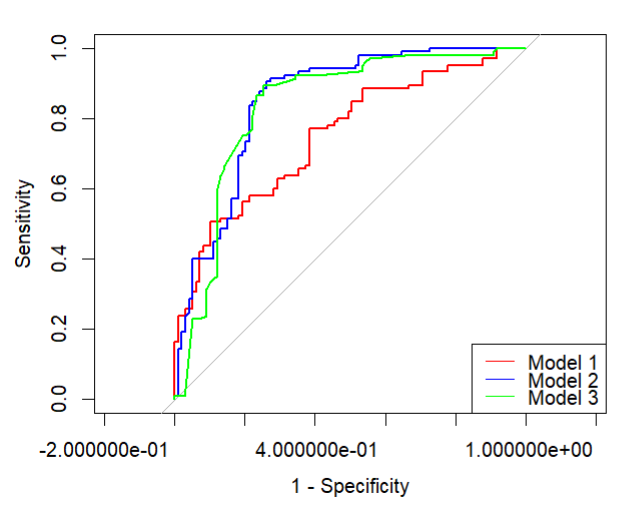 1.0
0.8
0.6
0.4
0.2
0.0
Sensitivity
Model 1
Model 2
Model 3
-2.000000e-01 4.000000e-01 1.000000e+00
1 - Specificity